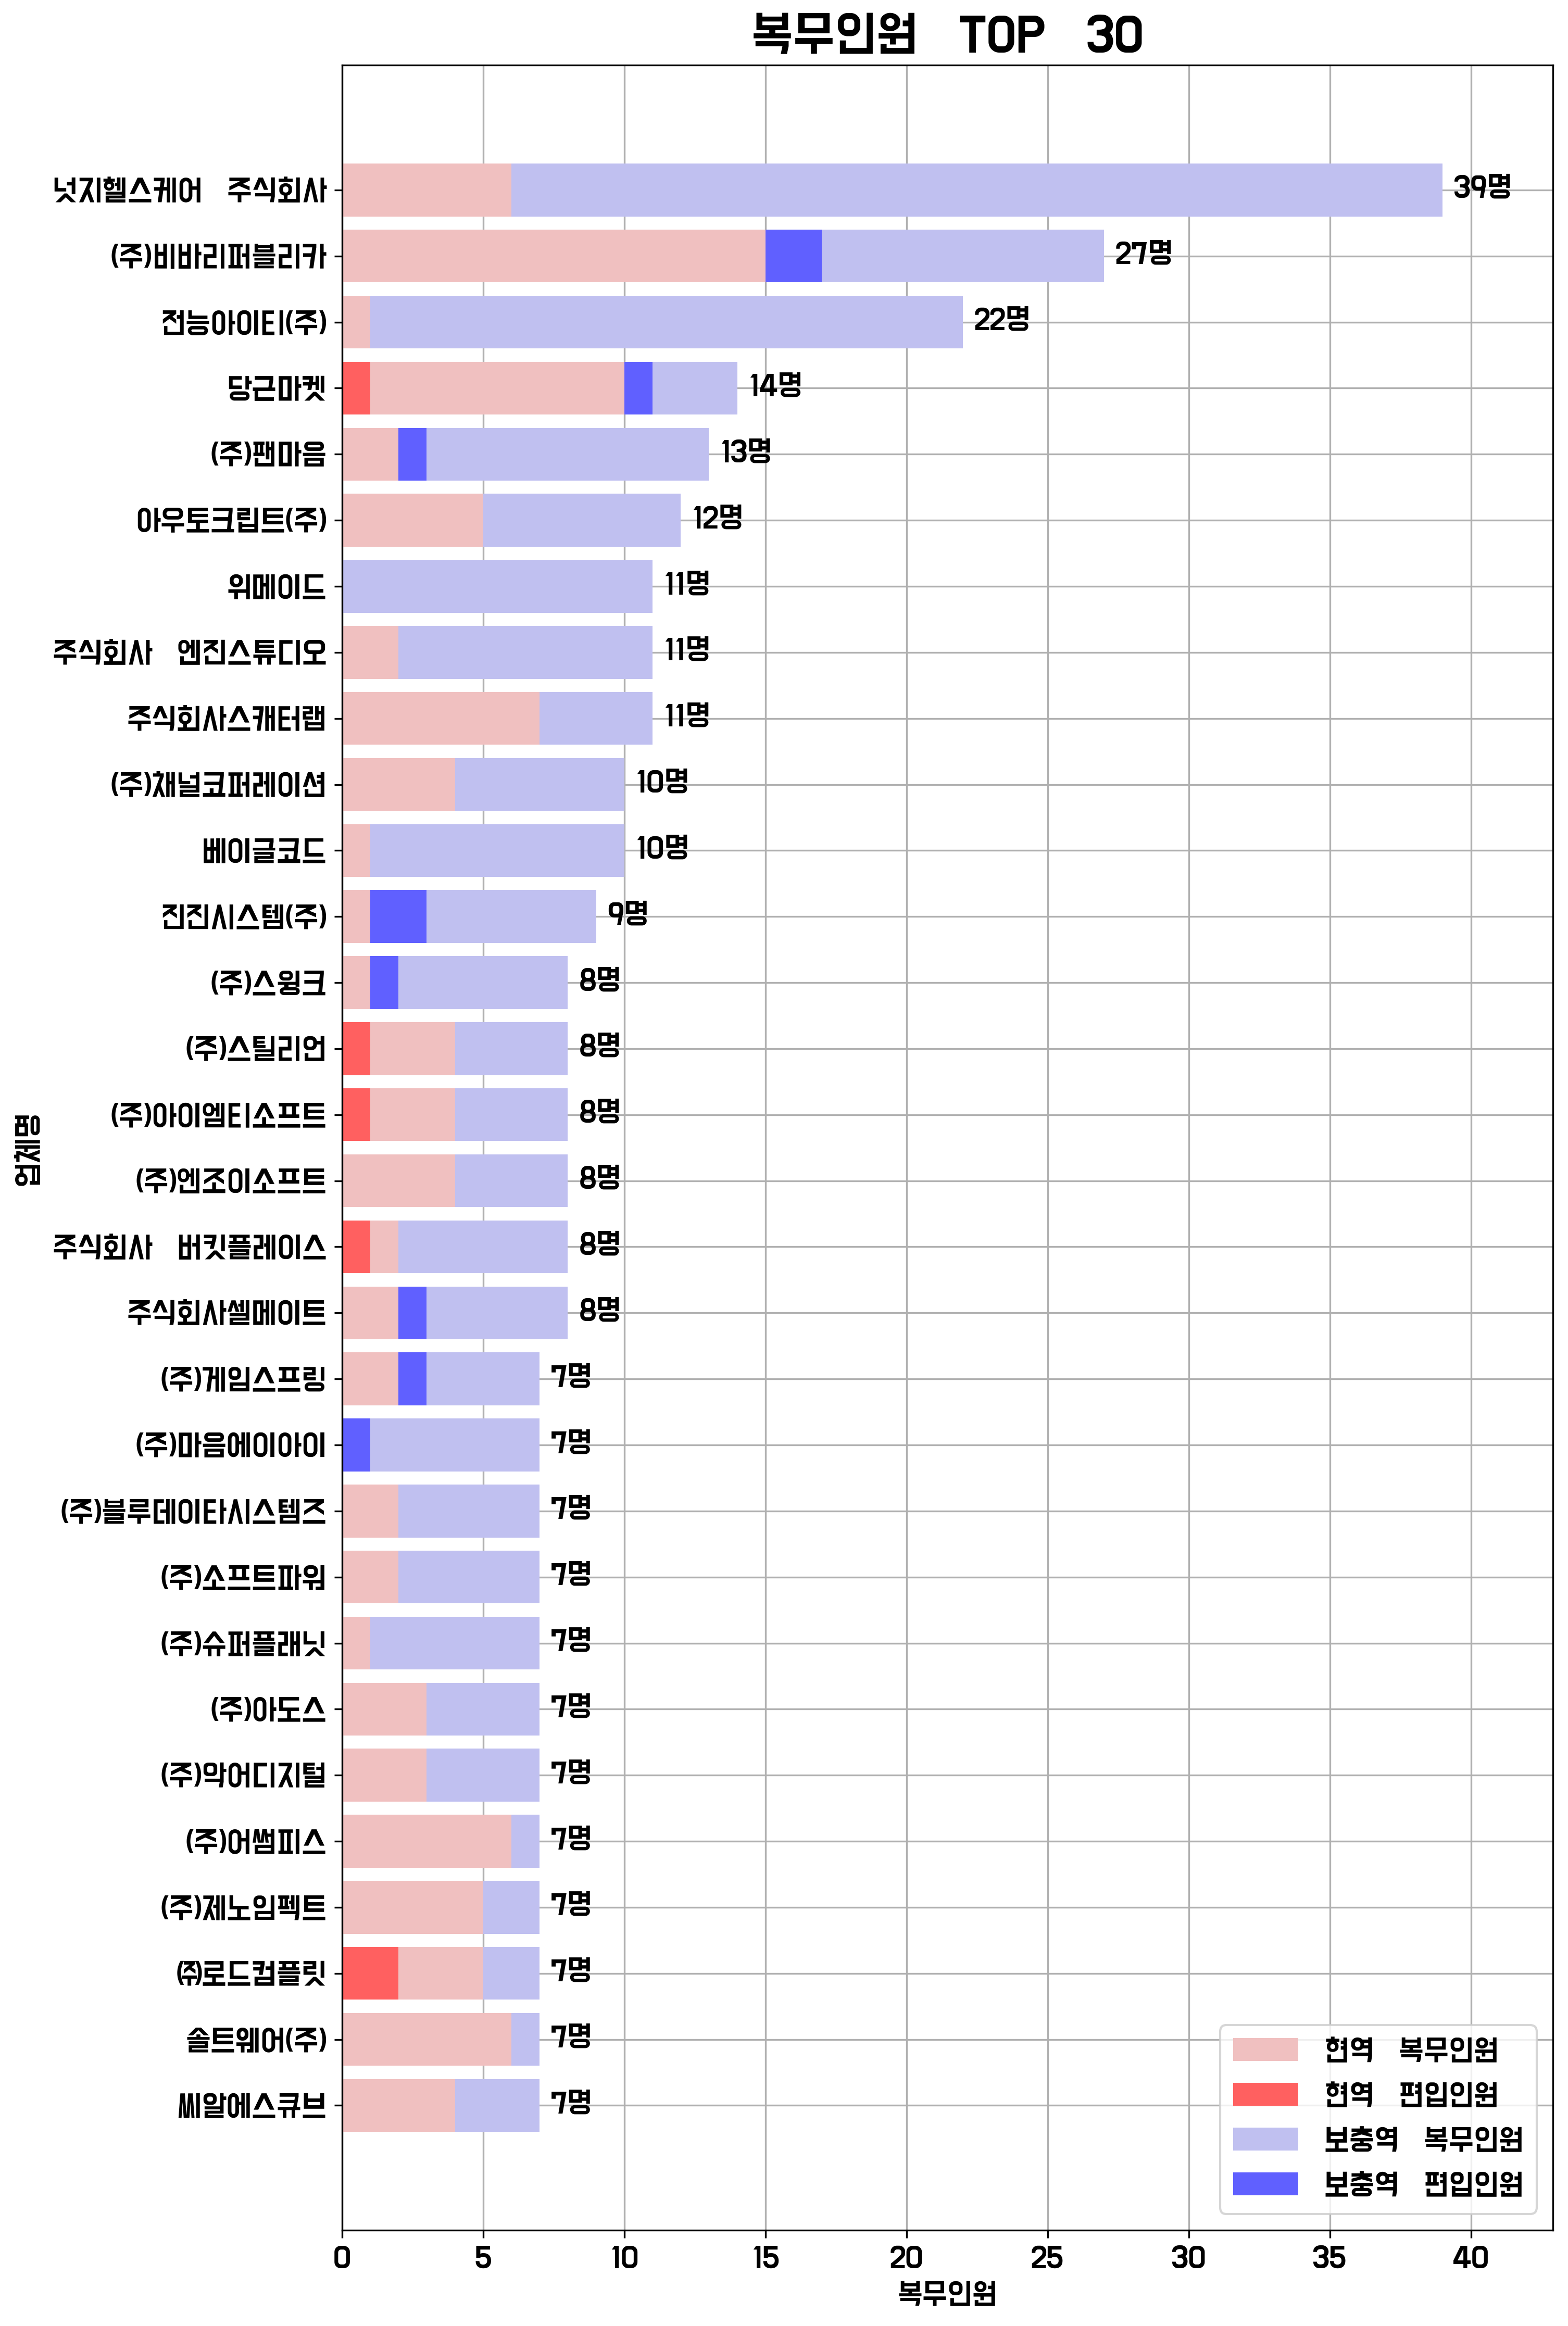 복무인원 TOP 30
넛지헬스케어 주식회사
39명
(주)비바리퍼블리카
27명
전능아이티(주)
22명
당근마켓
14명
(주)팬마음
13명
아우토크립트(주)
12명
위메이드
11명
주식회사 엔진스튜디오
11명
주식회사스캐터랩
11명
(주)채널코퍼레이션
10명
베이글코드
10명
진진시스템(주)
9명
(주)스윙크
8명
(주)스틸리언
8명
(주)아이엠티소프트
8명
(주)엔조이소프트
8명
주식회사 버킷플레이스
8명
주식회사셀메이트
8명
(주)게임스프링
7명
(주)마음에이아이
7명
(주)블루데이타시스템즈
7명
(주)소프트파워
7명
(주)슈퍼플래닛
7명
(주)아도스
7명
(주)악어디지털
7명
(주)어썸피스
7명
(주)제노임펙트
7명
㈜로드컴플릿
7명
솔트웨어(주)
7명
씨알에스큐브
7명
업체명
현역 복무인원
현역 편입인원
보충역 복무인원
보충역 편입인원
0 5 10 15 20 25 30 35 40
복무인원